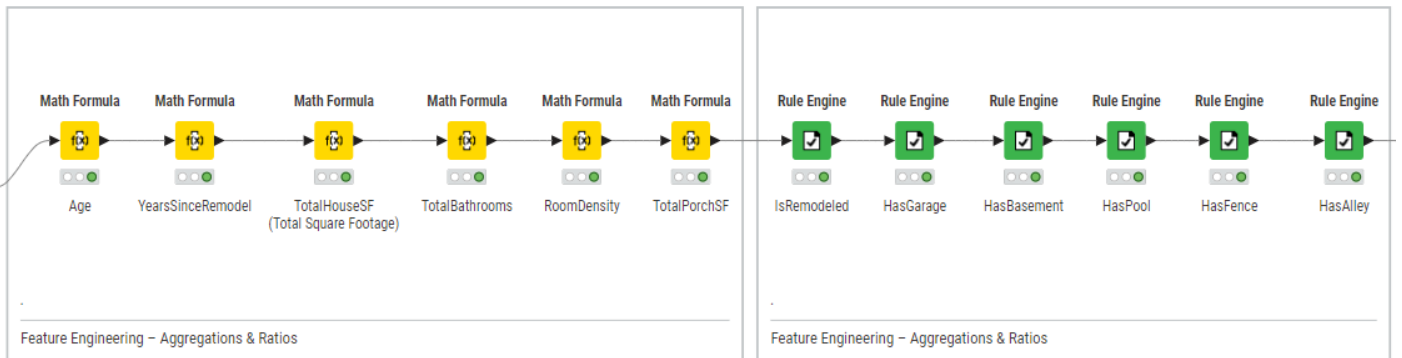 Math Formula Math Formula Math Formula Math Formula Math Formula Math Formula
f(x) f(x) f(x) f(x) f(x) f(x)
Age YearsSinceRemodel TotalHouseSF TotalBathrooms RoomDensity TotalPorchSF
(Total Square Footage)
.
Feature Engineering – Aggregations & Ratios
Rule Engine Rule Engine Rule Engine Rule Engine Rule Engine Rule Engine
IsRemodeled HasGarage HasBasement HasPool HasFence HasAlley
.
Feature Engineering – Aggregations & Ratios